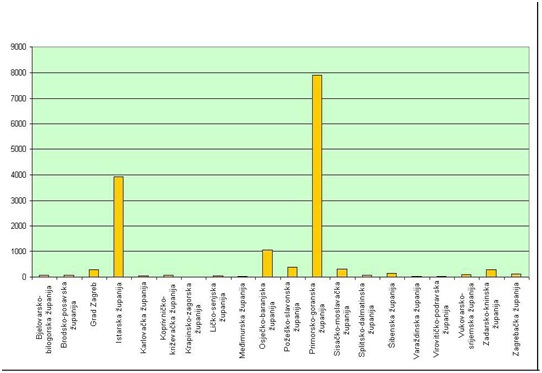 9000
8000
7000
6000
5000
4000
3000
2000
1000
0
Bjelovarsko-
bilogorska županija
Brodsko-posavska
županija
Grad Zagreb
Istarska županija
Karlovačka županija
Koprivničko-
križevačka županija
Krapinsko-zagorska
županija
Ličko-senjska
županija
Međimurska županija
Osječko-baranjska
županija
Požeško-slavonska
županija
Primorsko-goranska
županija
Sisačko-moslavačka
županija
Splitsko-dalmatinska
županija
Šibenska županija
Varaždinska županija
Virovitičko-podravska
županija
Vukovarsko-
srijemska županija
Zadarsko-kninska
županija
Zagrebačka županija